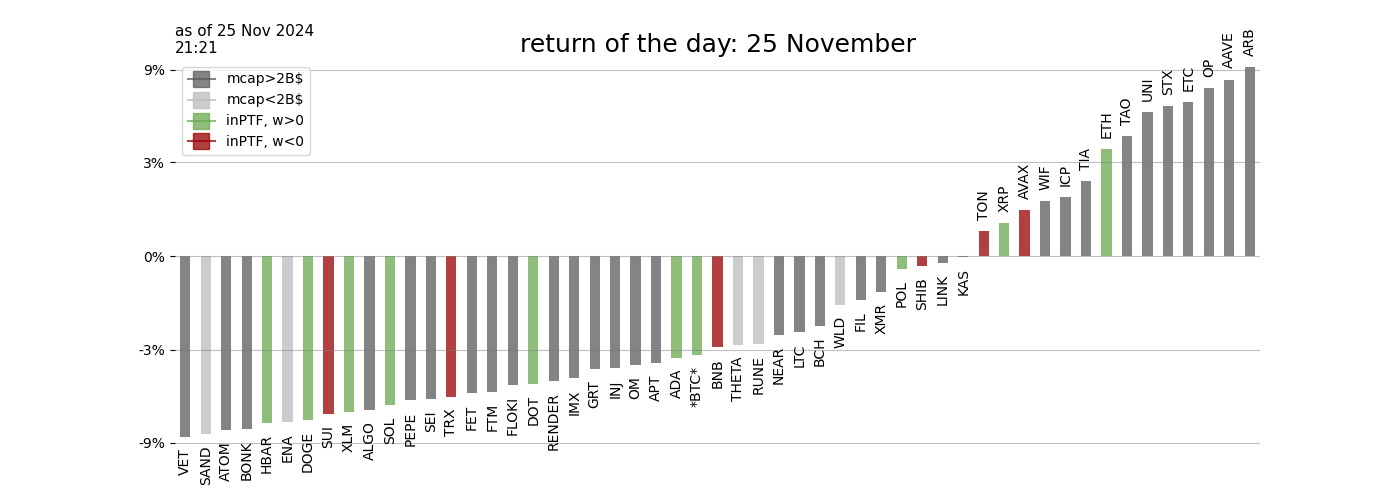 as of 25 Nov 2024
21:21
return of the day: 25 November
mcap>2B$
mcap<2B$
inPTF, w>0
inPTF, w<0
9%
3%
0%
-3%
-9%
VET
SAND
ATOM
BONK
HBAR
ENA
DOGE
SUI
XLM
ALGO
SOL
PEPE
SEI
TRX
FET
FTM
FLOKI
DOT
RENDER
IMX
GRT
INJ
OM
APT
ADA
*BTC*
BNB
THETA
RUNE
NEAR
LTC
BCH
WLD
FIL
XMR
POL
SHIB
LINK
KAS
TON
XRP
AVAX
WIF
ICP
TIA
ETH
TAO
UNI
STX
ETC
OP
AAVE
ARB